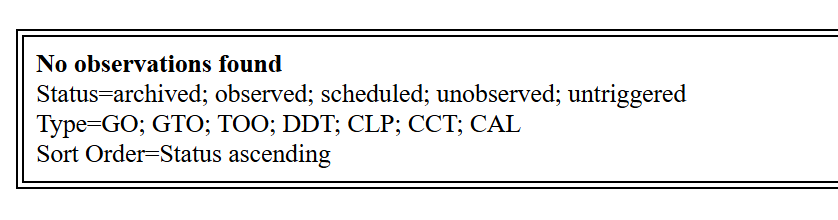 No observations found
Status=archived; observed; scheduled; unobserved; untriggered
Type=GO; GTO; TOO; DDT; CLP; CCT; CAL
Sort Order=Status ascending